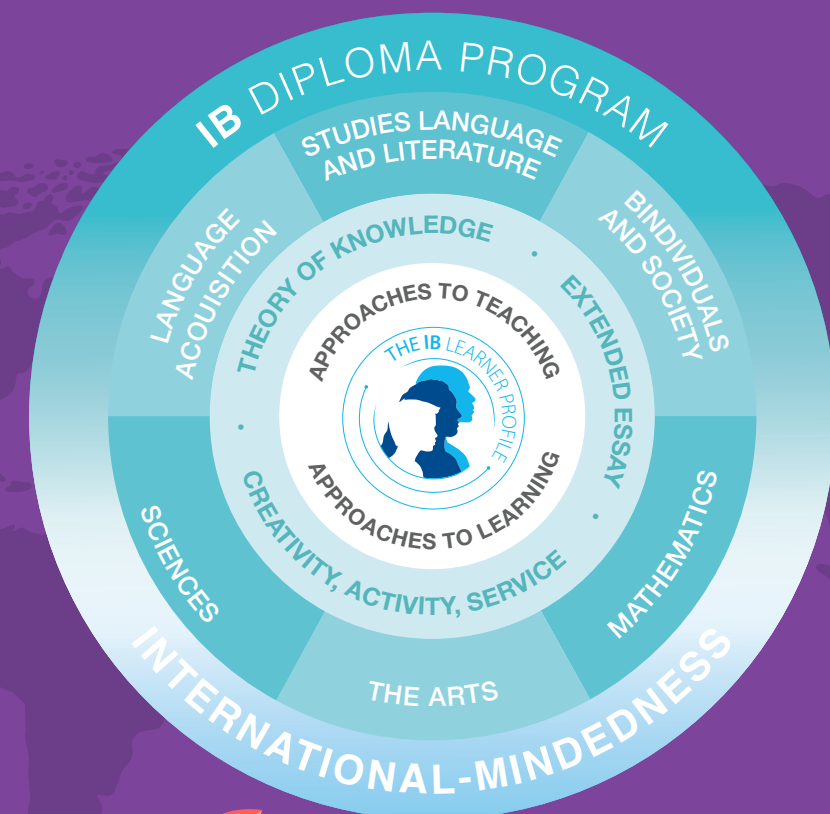 IB DIPLOMA PROGRAM
STUDIES LANGUAGE
AND LITERATURE
LANGUAGE
ACOUISITION
BINDIVIDUALS
AND SOCIETY
THEORY OF KNOWLEDGE
EXTENDED ESSAY
APPROACHES TO TEACHING
THE IB LEARNER PROFILE
APPROACHES TO LEARNING
CREATIVITY, ACTIVITY, SERVICE
SCIENCES
MATHEMATICS
THE ARTS
INTERNATIONAL-MINDEDNESS